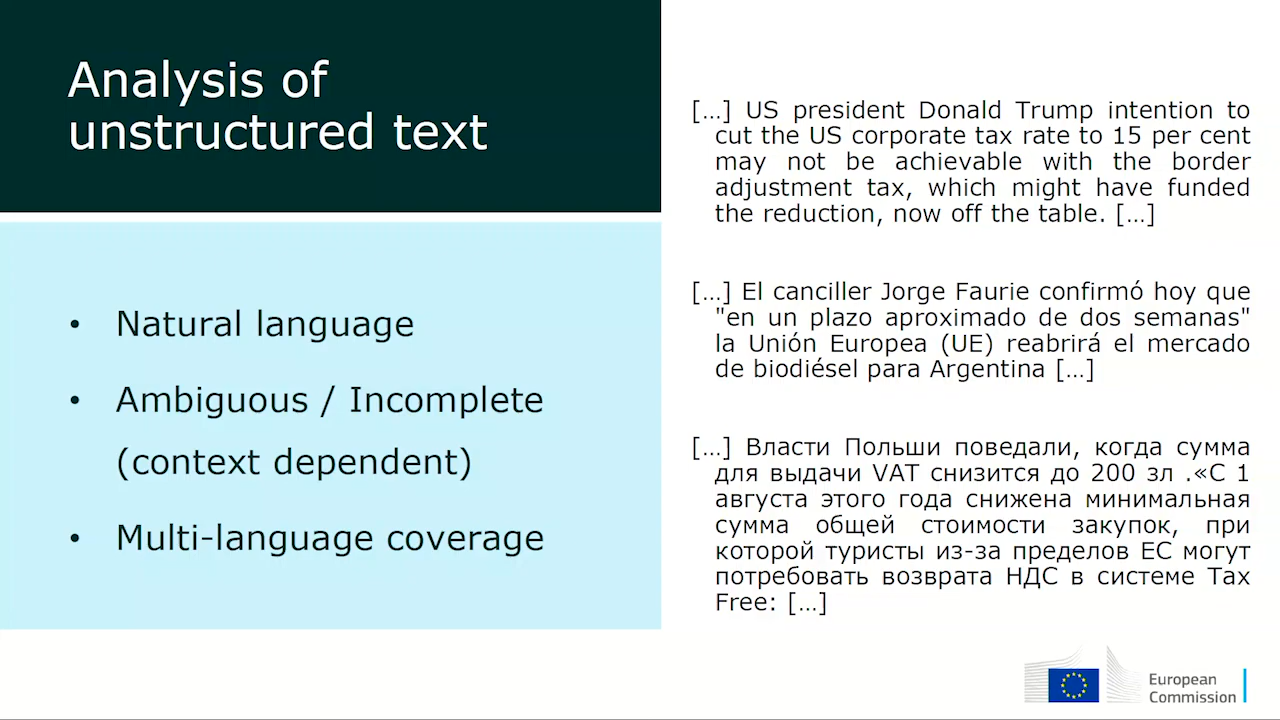 Analysis of
unstructured text
• Natural language
• Ambiguous / Incomplete
(context dependent)
• Multi-language coverage
[…] US president Donald Trump intention to
cut the US corporate tax rate to 15 per cent
may not be achievable with the border
adjustment tax, which might have funded
the reduction, now off the table. […]
[…] El canciller Jorge Faurie confirmó hoy que
"en un plazo aproximado de dos semanas"
la Unión Europea (UE) reabrirá el mercado
de biodiésel para Argentina […]
[…] Власти Польши поведали, когда сумма
для выдачи VAT снизится до 200 зл .«С 1
августа этого года снижена минимальная
сумма общей стоимости закупок, при
которой туристы из-за пределов ЕС могут
потребовать возврата НДС в системе Tax
Free: […]
European
Commission